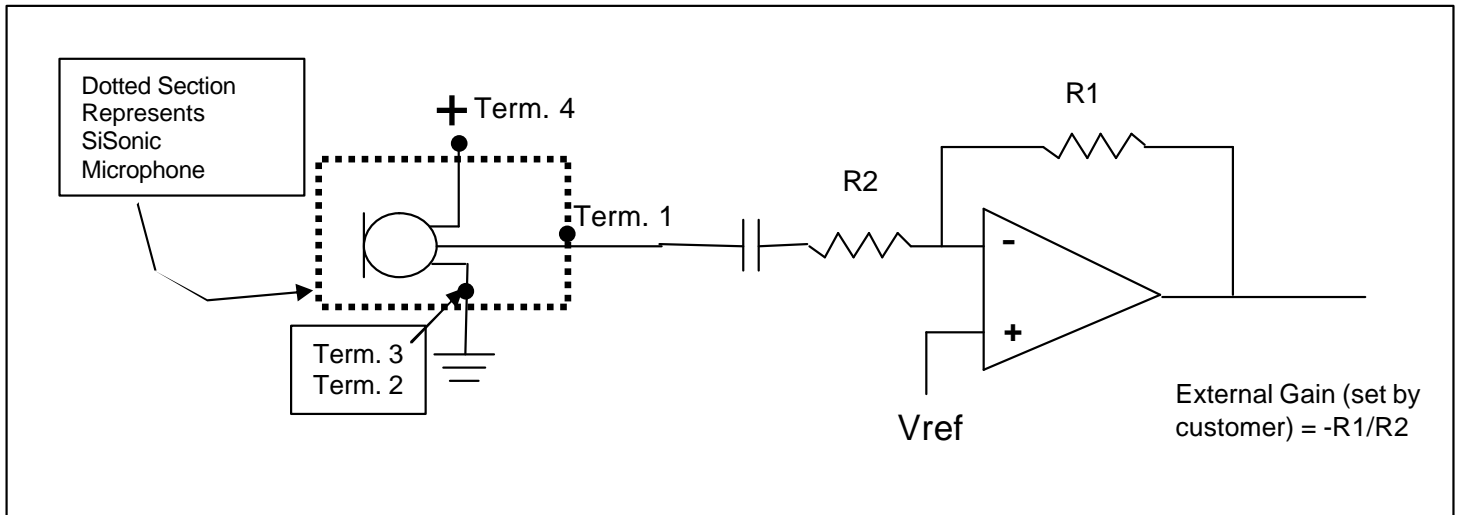 Dotted Section
Represents
SiSonic
Microphone
+ Term. 4
Term. 1
Term. 3
Term. 2
R2
R1
-
+
Vref
External Gain (set by
customer) = -R1/R2